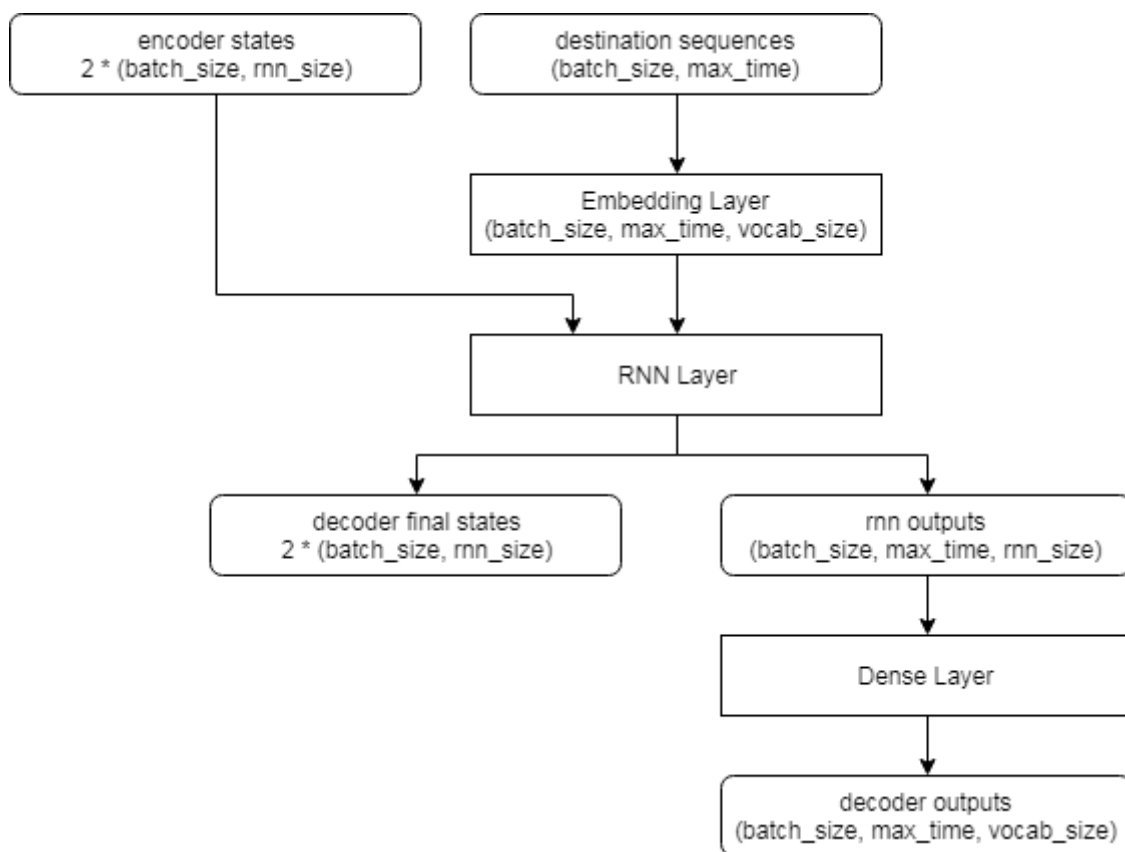 encoder states
2 * (batch_size, rnn_size)
destination sequences
(batch_size, max_time)
Embedding Layer
(batch_size, max_time, vocab_size)
RNN Layer
decoder final states
2 * (batch_size, rnn_size)
rnn outputs
(batch_size, max_time, rnn_size)
Dense Layer
decoder outputs
(batch_size, max_time, vocab_size)